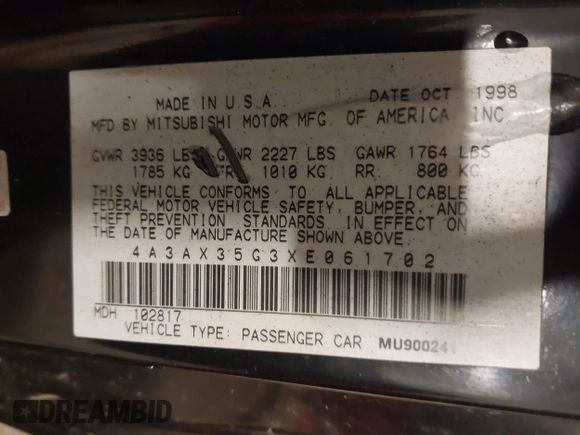 MADE IN U.S.A. DATE OCT 1998
MFD BY MITSUBISHI MOTOR MFG. OF AMERICA, INC.
GVWR 3936 LBS GAWR 2227 LBS GAWR 1764 LBS
1785 KG FR 1010 KG RR. 800 KG
THIS VEHICLE CONFORMS TO ALL APPLICABLE
FEDERAL MOTOR VEHICLE SAFETY, BUMPER, AND
THEFT PREVENTION STANDARDS IN EFFECT ON
THE DATE OF MANUFACTURE SHOWN ABOVE.
4A3AX35G3XE061702
MDH 102817
VEHICLE TYPE: PASSENGER CAR MU900241
DREAMBID